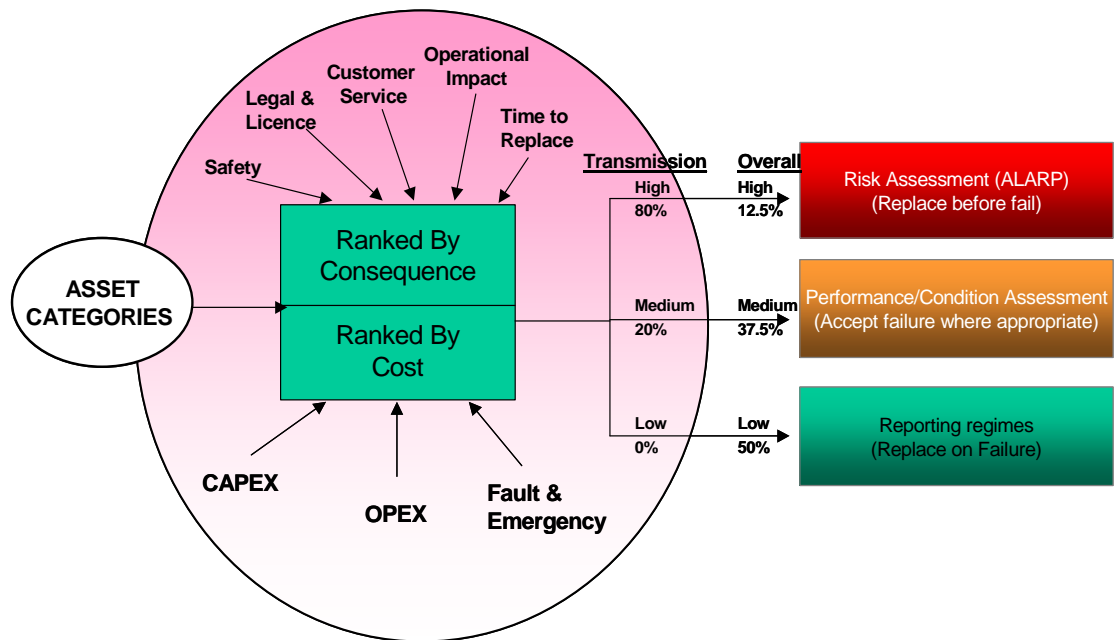 Operational
Impact
Customer
Service
Legal &
Licence
Time to
Replace
Safety
Transmission
Overall
High
80%
High
12.5%
Risk Assessment (ALARP)
(Replace before fail)
Ranked By
Consequence
ASSET
CATEGORIES
Medium
20%
Medium
37.5%
Performance/Condition Assessment
(Accept failure where appropriate)
Ranked By
Cost
Low
0%
Low
50%
Reporting regimes
(Replace on Failure)
CAPEX
OPEX
Fault &
Emergency